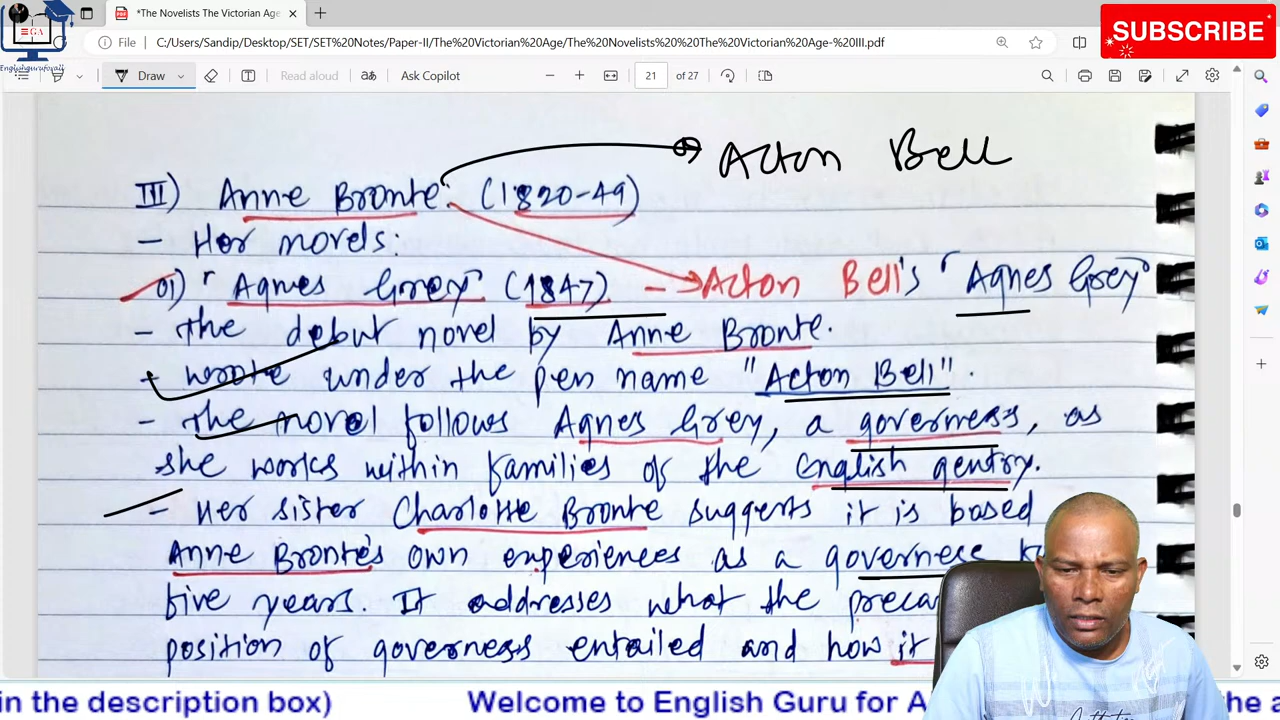 *The Novelists The Victorian Age
SUBSCRIBE
EGA
Englishguruforall
File
C:/Users/Sandip/Desktop/SET/SET%20Notes/Paper-II/The%20Victorian%20Age/The%20Novelists%20%20The%20Victorian%20Age-%20III.pdf
Draw
Read aloud
Ask Copilot
21 of 27
Acton Bell
III) Anne Bronte: (1820-49)
- Her novels:
01) "Agnes Grey" (1847) - Acton Bell's "Agnes Grey"
- The debut novel by Anne Bronte.
- wrote under the pen name "Acton Bell".
- The novel follows Agnes Grey, a governess, as
she works within families of the English gentry.
- Her sister Charlotte Bronte suggests it is based
Anne Bronte's own experiences as a governese
five years. It addresses what the
position of governess entailed and how it
in the description box)
Welcome to English Guru for A